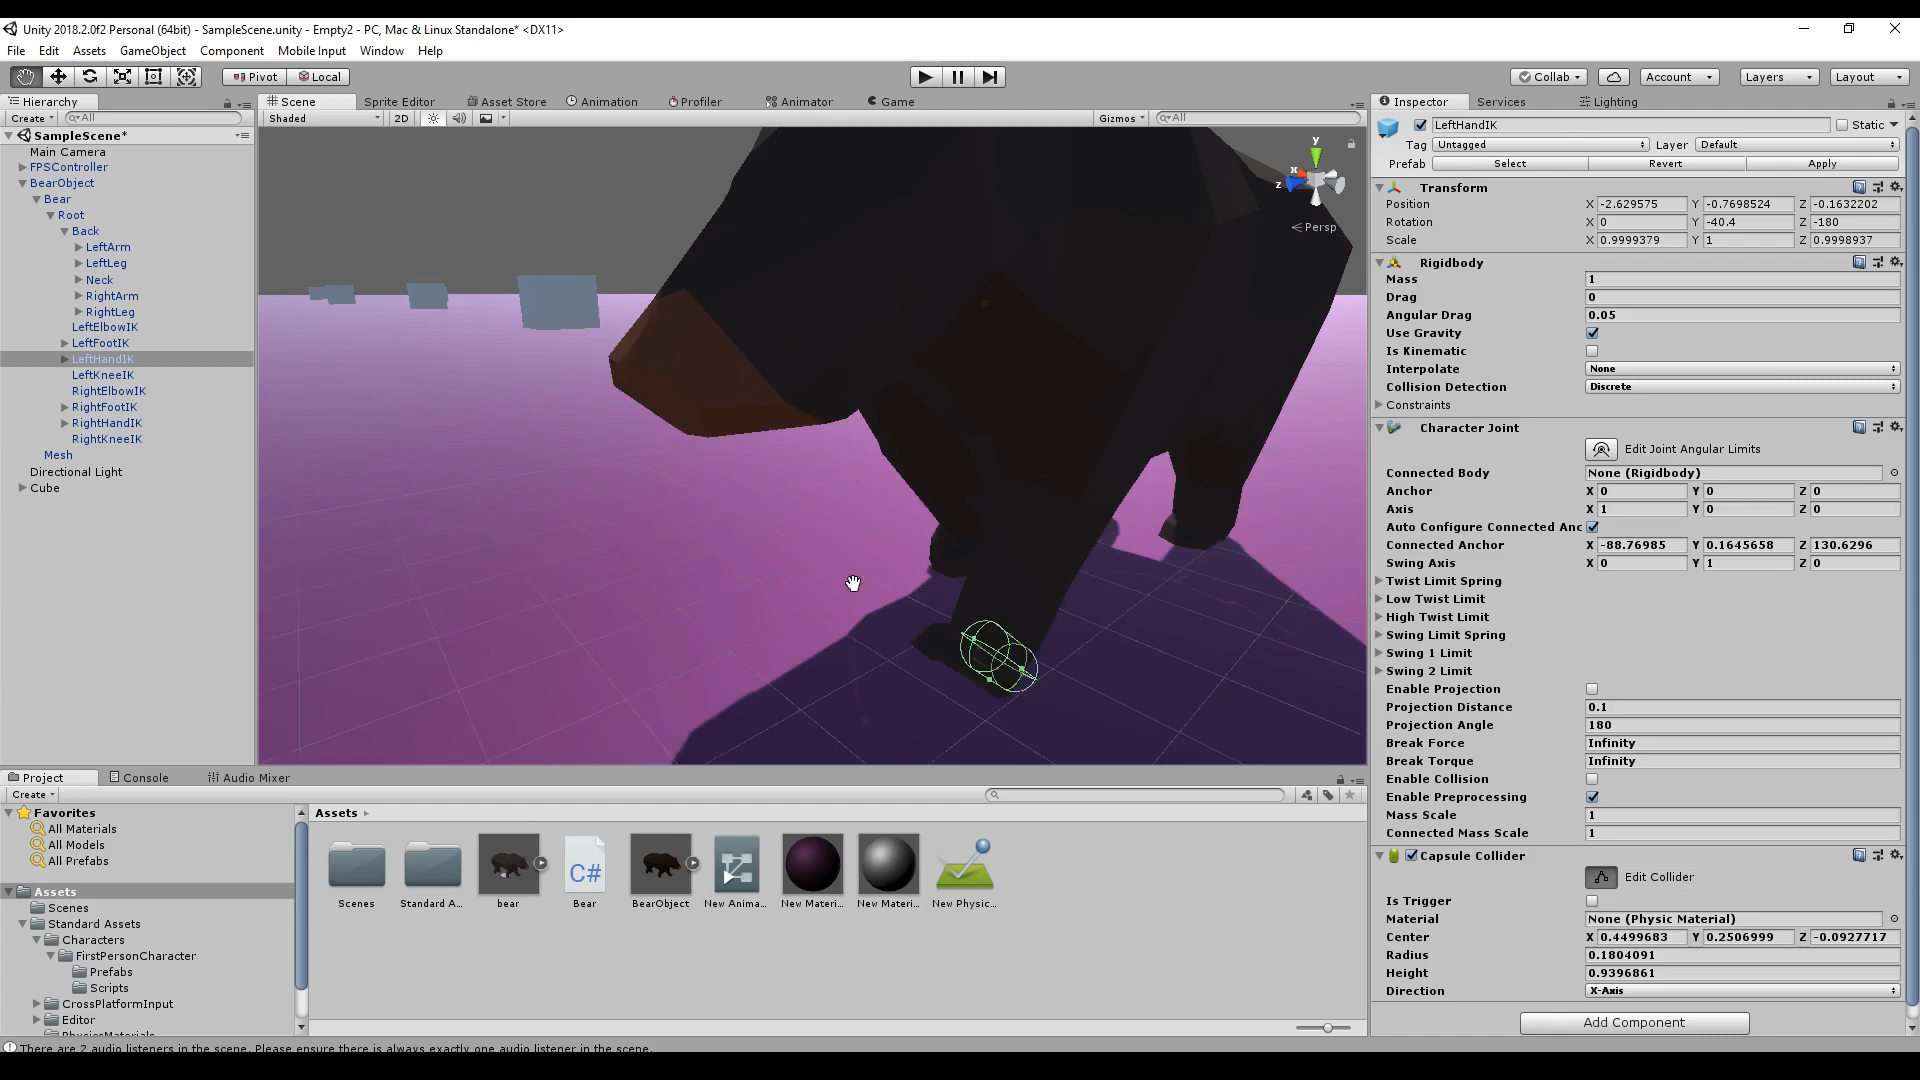 Unity 2018.2.0f2 Personal (64bit) - SampleScene.unity - Empty2 - PC, Mac & Linux Standalone* <DX11>
File Edit Assets GameObject Component Mobile Input Window Help
Pivot Local Collab Account Layers Layout
Hierarchy
Create All
SampleScene*
Main Camera
FPSController
BearObject
Bear
Root
Back
LeftArm
LeftLeg
Neck
RightArm
RightLeg
LeftElbowIK
LeftFootIK
LeftHandIK
LeftKneeIK
RightElbowIK
RightFootIK
RightHandIK
RightKneeIK
Mesh
Directional Light
Cube
Scene Sprite Editor Asset Store Animation Profiler Animator Game
Shaded 2D Gizmos All
y
x
z
Persp
Inspector Services Lighting
LeftHandIK Static
Tag Untagged Layer Default
Prefab Select Revert Apply
Transform
Position X -2.629575 Y -0.7698524 Z -0.1632202
Rotation X 0 Y -40.4 Z -180
Scale X 0.9999379 Y 1 Z 0.9998937
Rigidbody
Mass 1
Drag 0
Angular Drag 0.05
Use Gravity
Is Kinematic
Interpolate None
Collision Detection Discrete
Constraints
Character Joint
Edit Joint Angular Limits
Connected Body None (Rigidbody)
Anchor X 0 Y 0 Z 0
Axis X 1 Y 0 Z 0
Auto Configure Connected Anc
Connected Anchor X -88.76985 Y 0.1645658 Z 130.6296
Swing Axis X 0 Y 1 Z 0
Twist Limit Spring
Low Twist Limit
High Twist Limit
Swing Limit Spring
Swing 1 Limit
Swing 2 Limit
Enable Projection
Projection Distance 0.1
Projection Angle 180
Break Force Infinity
Break Torque Infinity
Enable Collision
Enable Preprocessing
Mass Scale 1
Connected Mass Scale 1
Capsule Collider
Edit Collider
Is Trigger
Material None (Physic Material)
Center X 0.4499683 Y 0.2506999 Z -0.0927717
Radius 0.1804091
Height 0.9396861
Direction X-Axis
Add Component
Project Console Audio Mixer
Create
Favorites
All Materials
All Models
All Prefabs
Assets
Scenes
Standard Assets
Characters
FirstPersonCharacter
Prefabs
Scripts
CrossPlatformInput
Editor
PhysicsMaterials
Assets
C#
Scenes Standard A... bear Bear BearObject New Anima... New Materi... New Materi... New Physic...
There are 2 audio listeners in the scene. Please ensure there is always exactly one audio listener in the scene.